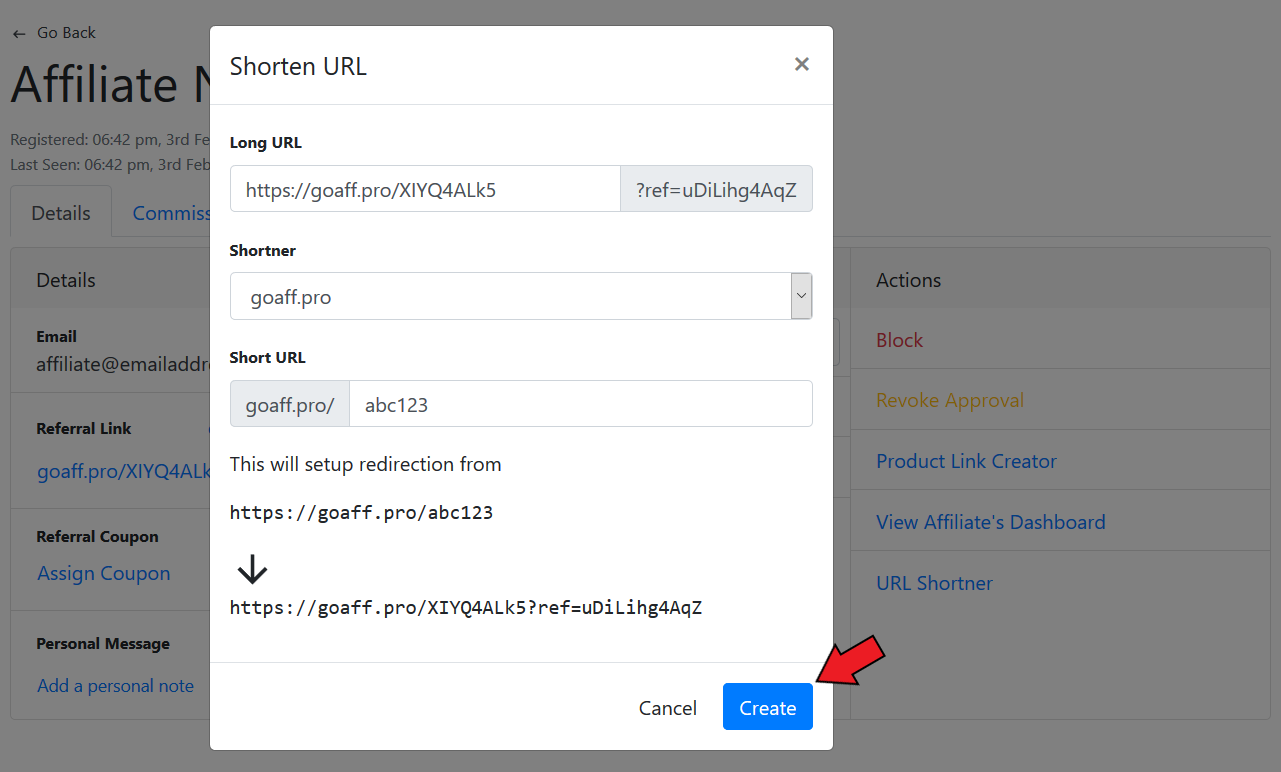 ← Go Back
Affiliate
Registered: 06:42 pm, 3rd Fe
Last Seen: 06:42 pm, 3rd Feb
Details
Commiss
Details
Email
affiliate@emailaddr
Referral Link
goaff.pro/XIYQ4ALk
Referral Coupon
Assign Coupon
Personal Message
Add a personal note
Shorten URL
×
Long URL
https://goaff.pro/XIYQ4ALk5 ?ref=uDiLihg4AqZ
Shortner
goaff.pro
Short URL
goaff.pro/ abc123
This will setup redirection from
https://goaff.pro/abc123
↓
https://goaff.pro/XIYQ4ALk5?ref=uDiLihg4AqZ
Cancel Create
Actions
Block
Revoke Approval
Product Link Creator
View Affiliate's Dashboard
URL Shortner